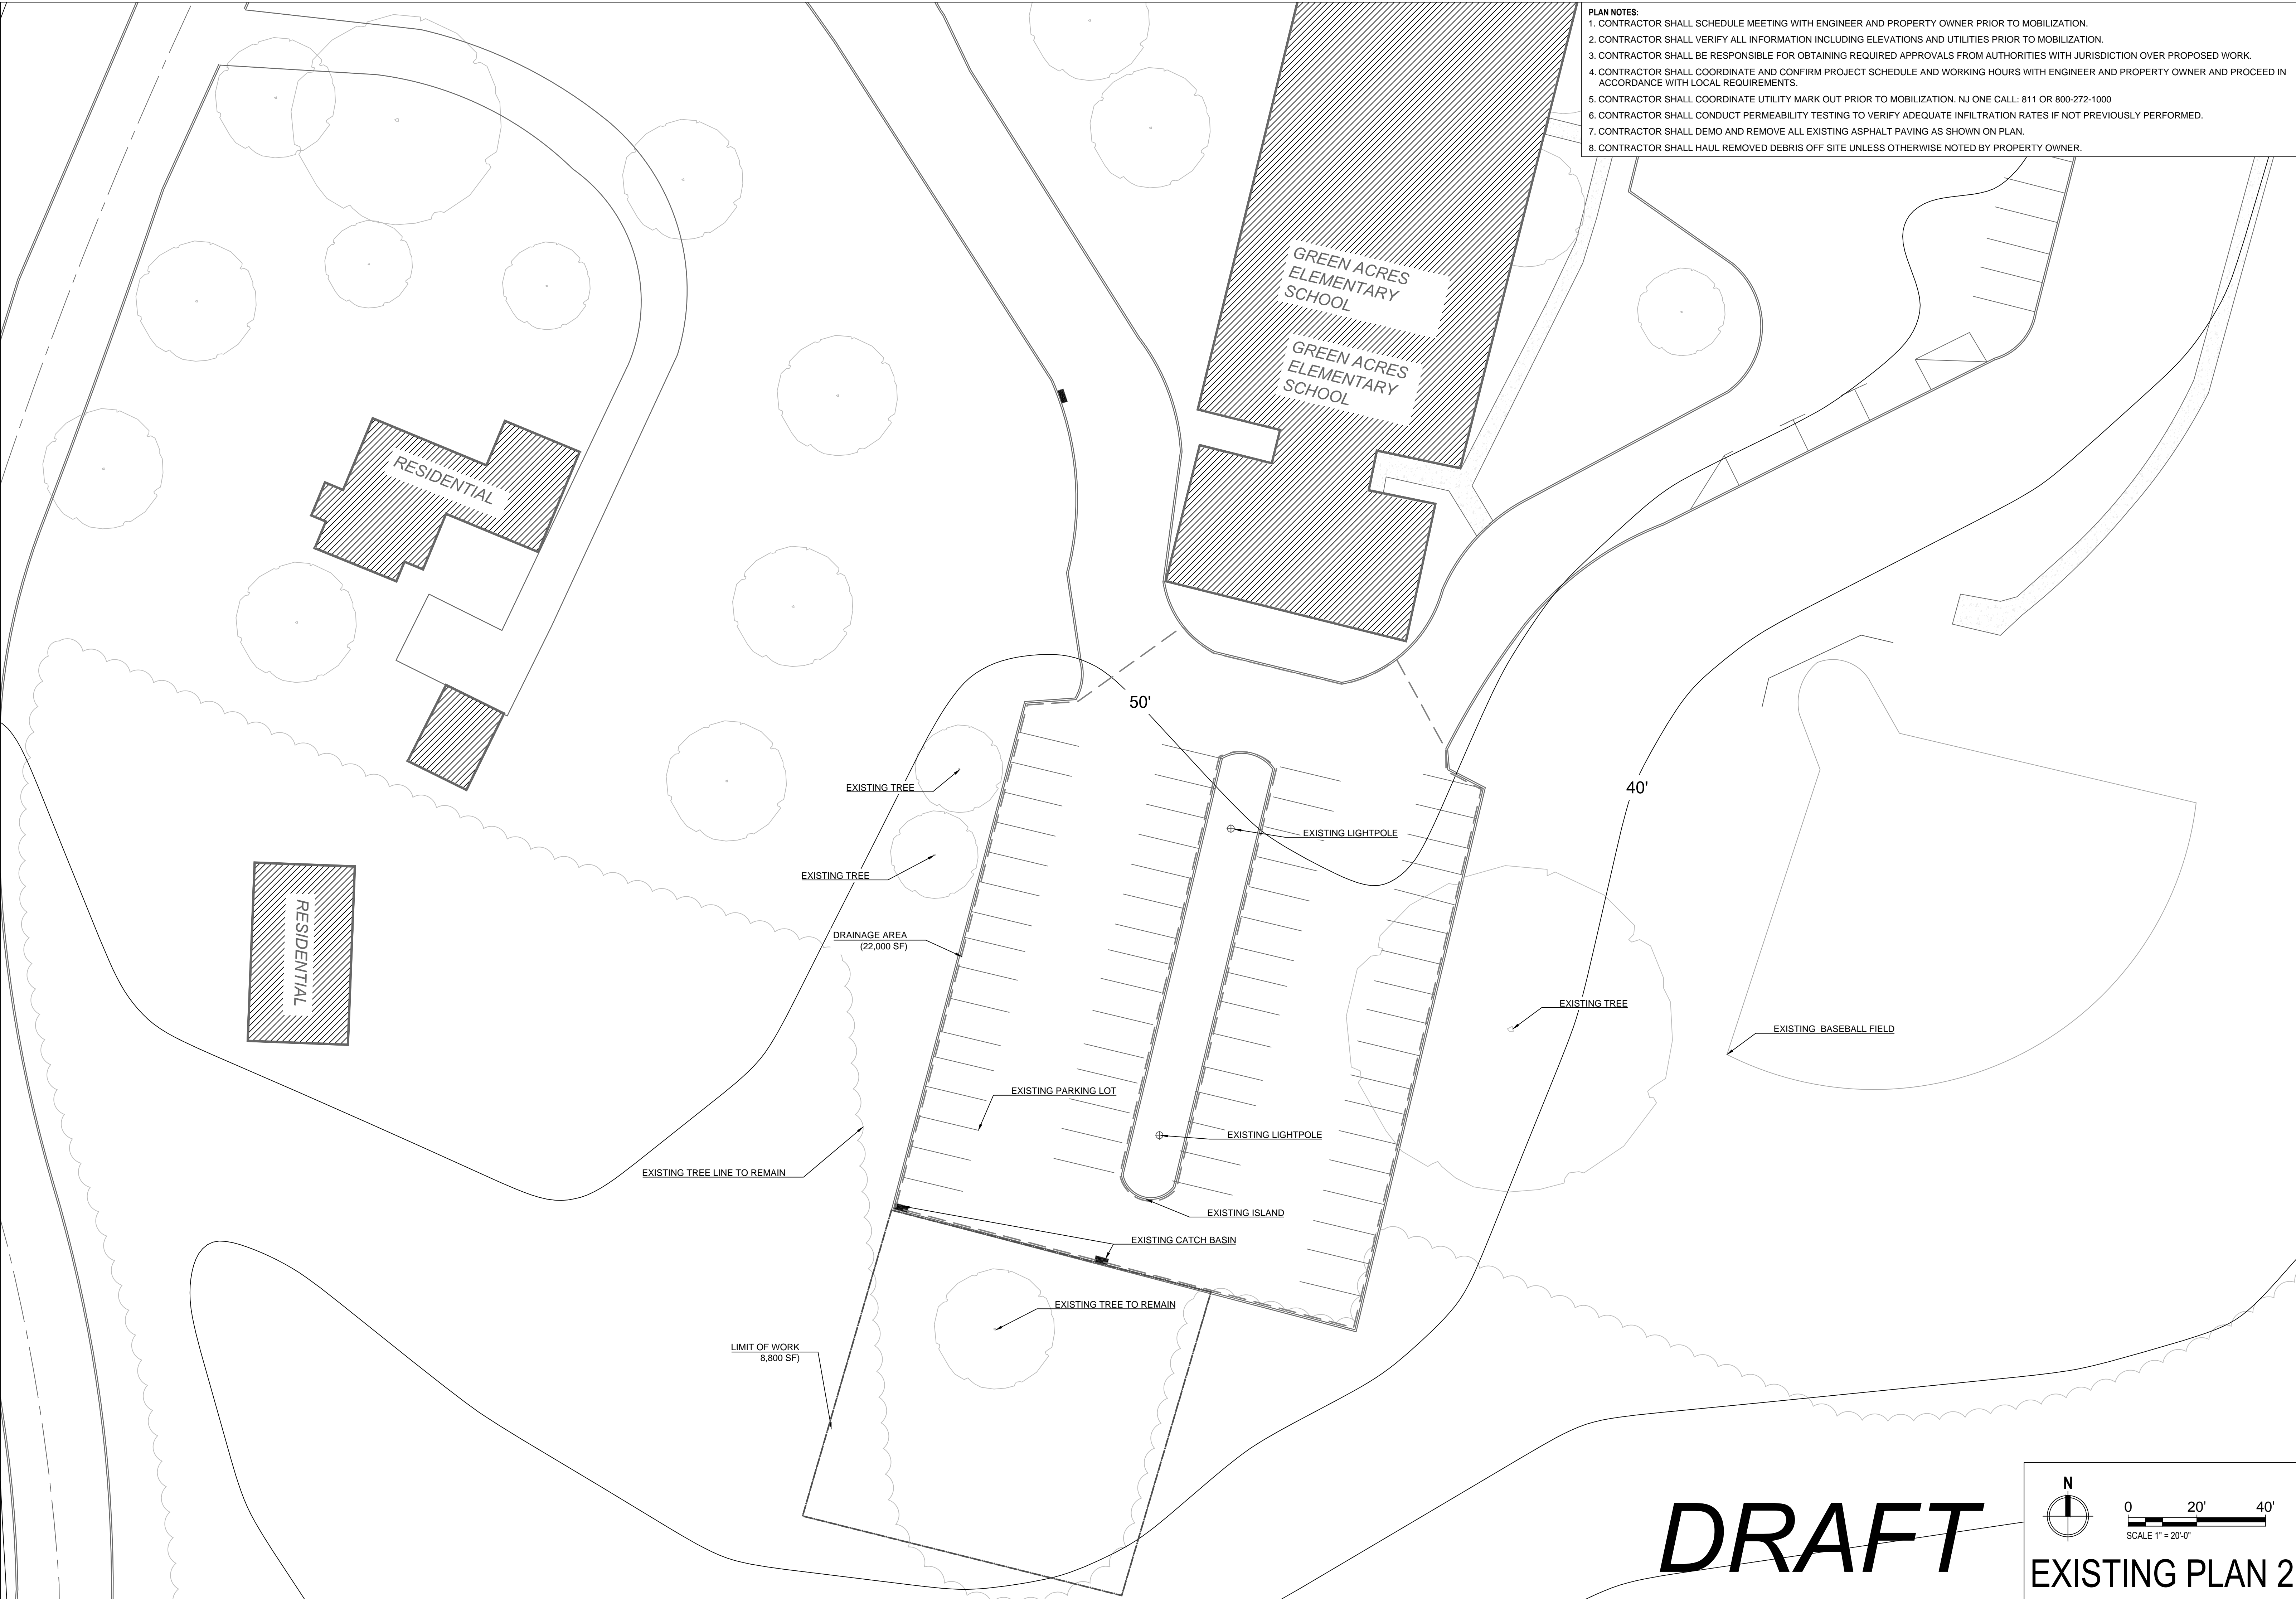 PLAN NOTES:
1. CONTRACTOR SHALL SCHEDULE MEETING WITH ENGINEER AND PROPERTY OWNER PRIOR TO MOBILIZATION.
2. CONTRACTOR SHALL VERIFY ALL INFORMATION INCLUDING ELEVATIONS AND UTILITIES PRIOR TO MOBILIZATION.
3. CONTRACTOR SHALL BE RESPONSIBLE FOR OBTAINING REQUIRED APPROVALS FROM AUTHORITIES WITH JURISDICTION OVER PROPOSED WORK.
4. CONTRACTOR SHALL COORDINATE AND CONFIRM PROJECT SCHEDULE AND WORKING HOURS WITH ENGINEER AND PROPERTY OWNER AND PROCEED IN
ACCORDANCE WITH LOCAL REQUIREMENTS.
5. CONTRACTOR SHALL COORDINATE UTILITY MARK OUT PRIOR TO MOBILIZATION. NJ ONE CALL: 811 OR 800-272-1000
6. CONTRACTOR SHALL CONDUCT PERMEABILITY TESTING TO VERIFY ADEQUATE INFILTRATION RATES IF NOT PREVIOUSLY PERFORMED.
7. CONTRACTOR SHALL DEMO AND REMOVE ALL EXISTING ASPHALT PAVING AS SHOWN ON PLAN.
8. CONTRACTOR SHALL HAUL REMOVED DEBRIS OFF SITE UNLESS OTHERWISE NOTED BY PROPERTY OWNER.
GREEN ACRES
ELEMENTARY
SCHOOL
GREEN ACRES
ELEMENTARY
SCHOOL
RESIDENTIAL
50'
40'
EXISTING TREE
EXISTING LIGHTPOLE
EXISTING TREE
RESIDENTIAL
DRAINAGE AREA
(22,000 SF)
EXISTING TREE
EXISTING  BASEBALL FIELD
EXISTING PARKING LOT
EXISTING LIGHTPOLE
EXISTING TREE LINE TO REMAIN
EXISTING ISLAND
EXISTING CATCH BASIN
EXISTING TREE TO REMAIN
LIMIT OF WORK
8,800 SF)
DRAFT
N
0 20' 40'
SCALE 1" = 20'-0"
EXISTING PLAN 2